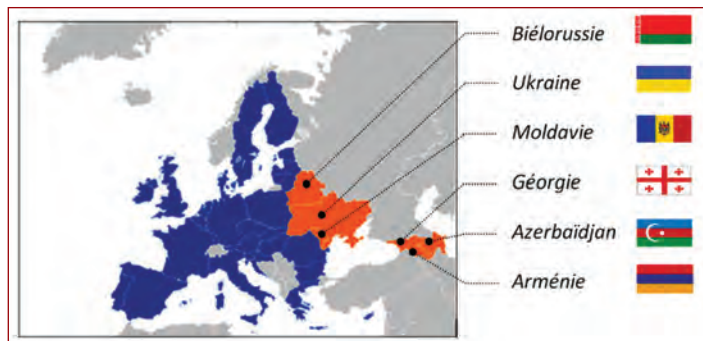 Biélorussie
Ukraine
Moldavie
Géorgie
Azerbaïdjan
Arménie